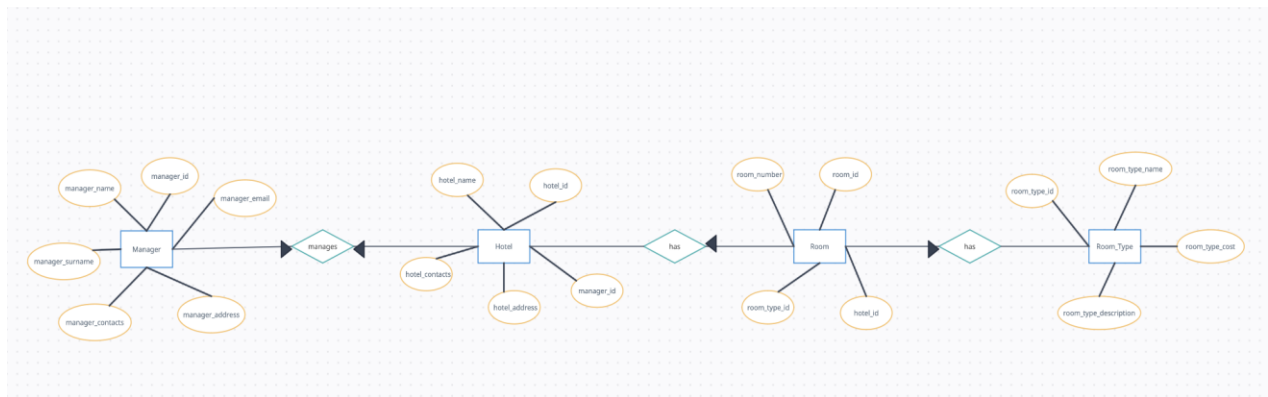 manager_name
manager_id
manager_email
manager_surname
Manager
manager_contacts
manager_address
manages
hotel_name
hotel_id
Hotel
hotel_contacts
hotel_address
manager_id
has
room_number
room_id
Room
room_type_id
hotel_id
has
room_type_id
room_type_name
Room_Type
room_type_cost
room_type_description